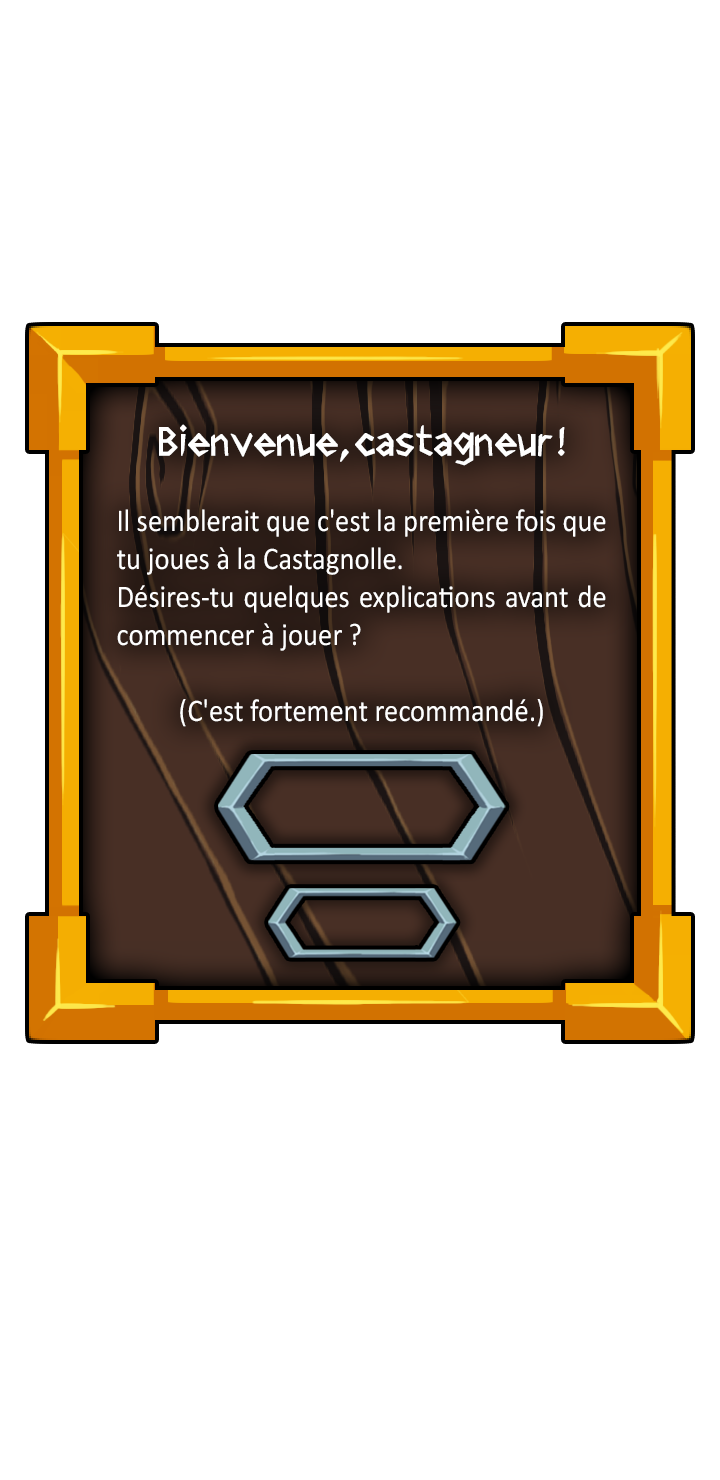 Bienvenue, castagneur !
Il semblerait que c'est la première fois que
tu joues à la Castagnolle.
Désires-tu quelques explications avant de
commencer à jouer ?
(C'est fortement recommandé.)